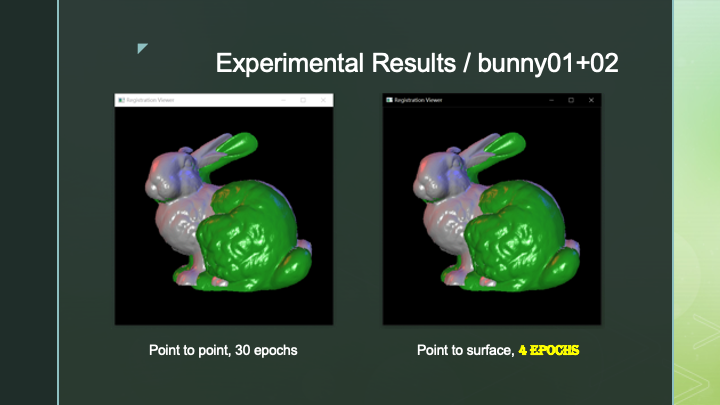 Experimental Results / bunny01+02
Registration Viewer
Registration Viewer
Point to point, 30 epochs
Point to surface, 4 EPOCHS